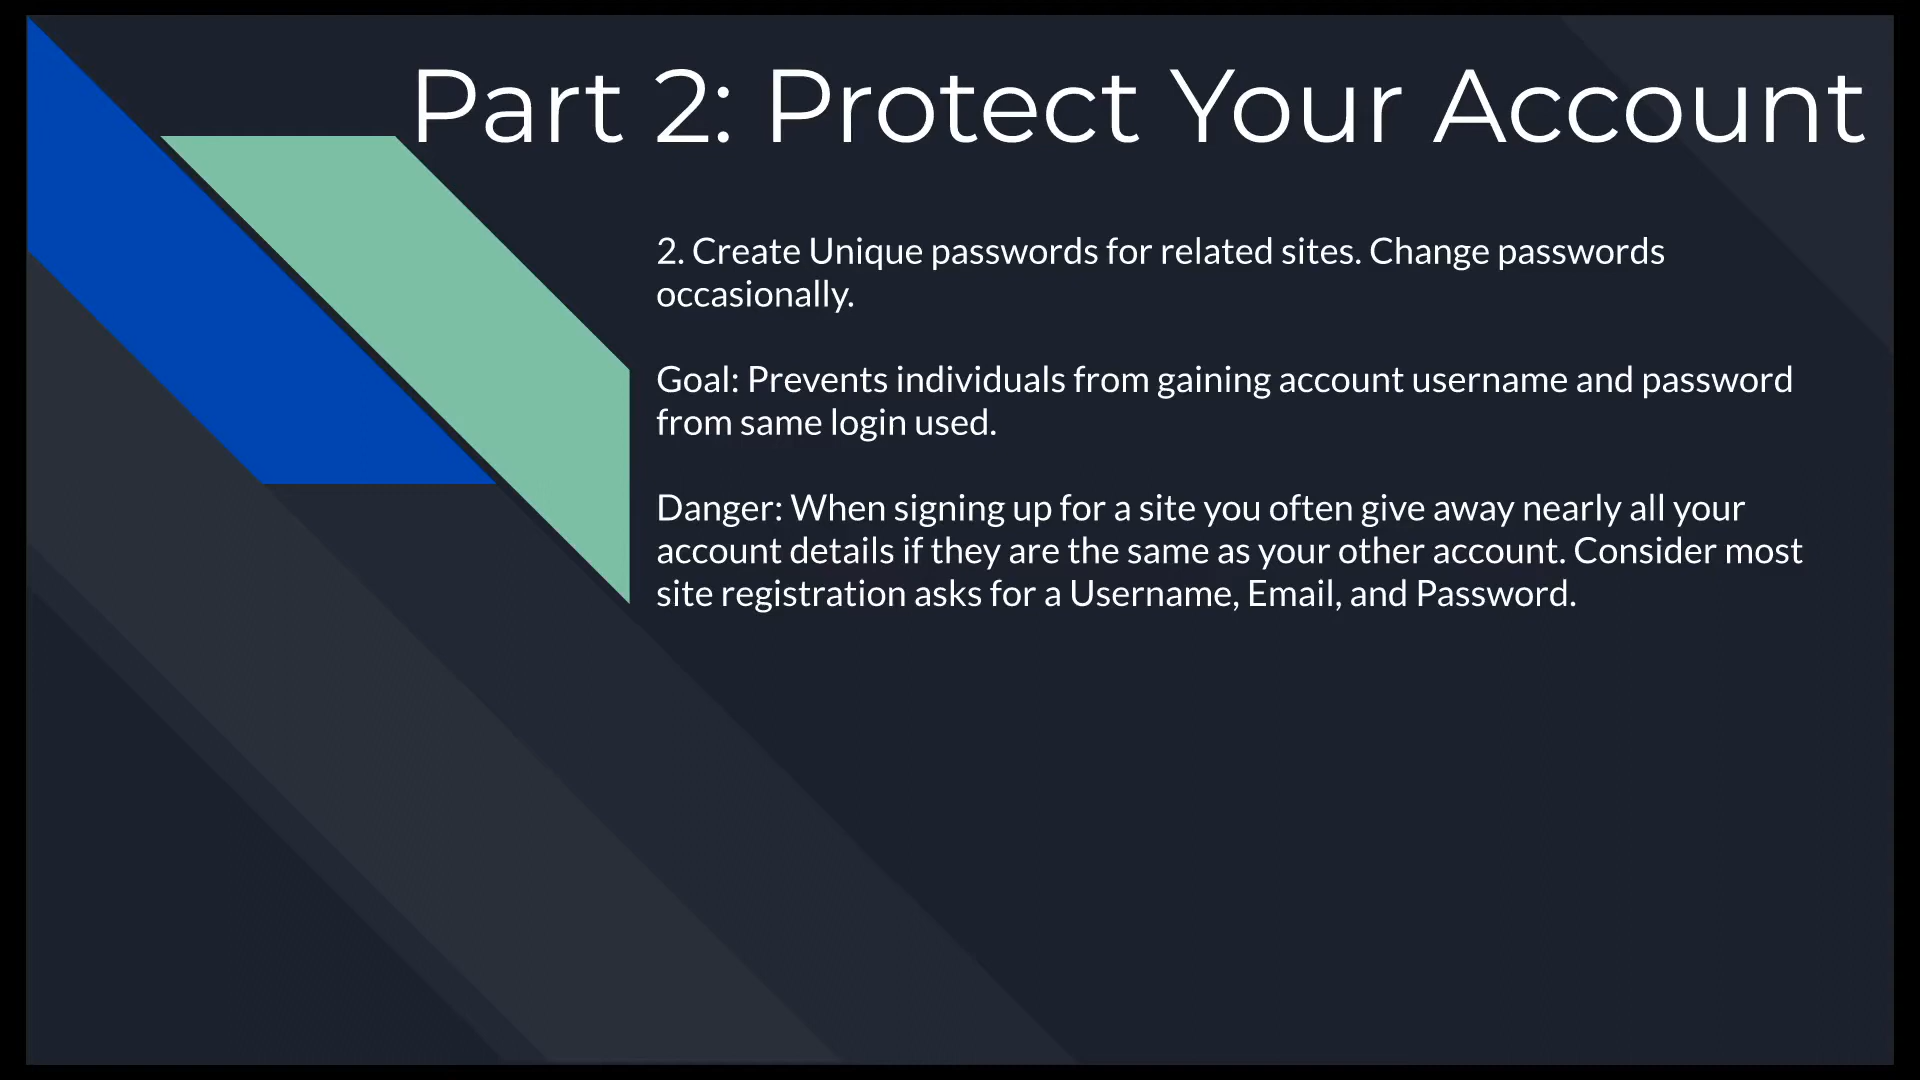 Part 2: Protect Your Account
2. Create Unique passwords for related sites. Change passwords
occasionally.
Goal: Prevents individuals from gaining account username and password
from same login used.
Danger: When signing up for a site you often give away nearly all your
account details if they are the same as your other account. Consider most
site registration asks for a Username, Email, and Password.